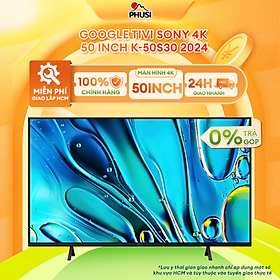 PHUSI
GOOGLE TIVI SONY 4K
50 INCH K-50S30 2024
MIỄN PHÍ
GIAO LẮP HCM
100%
CHÍNH HÃNG
MÀN HÌNH 4K
50INCH
24H
GIAO NHANH
0% TRẢ
GÓP
*Lưu ý thời gian giao nhanh chỉ áp dụng một số
khu vực HCM và tùy thuộc vào tuyến giao thực tế